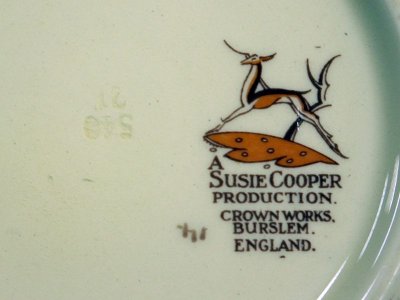 A
SUSIE COOPER
PRODUCTION.
CROWN WORKS,
BURSLEM.
ENGLAND.